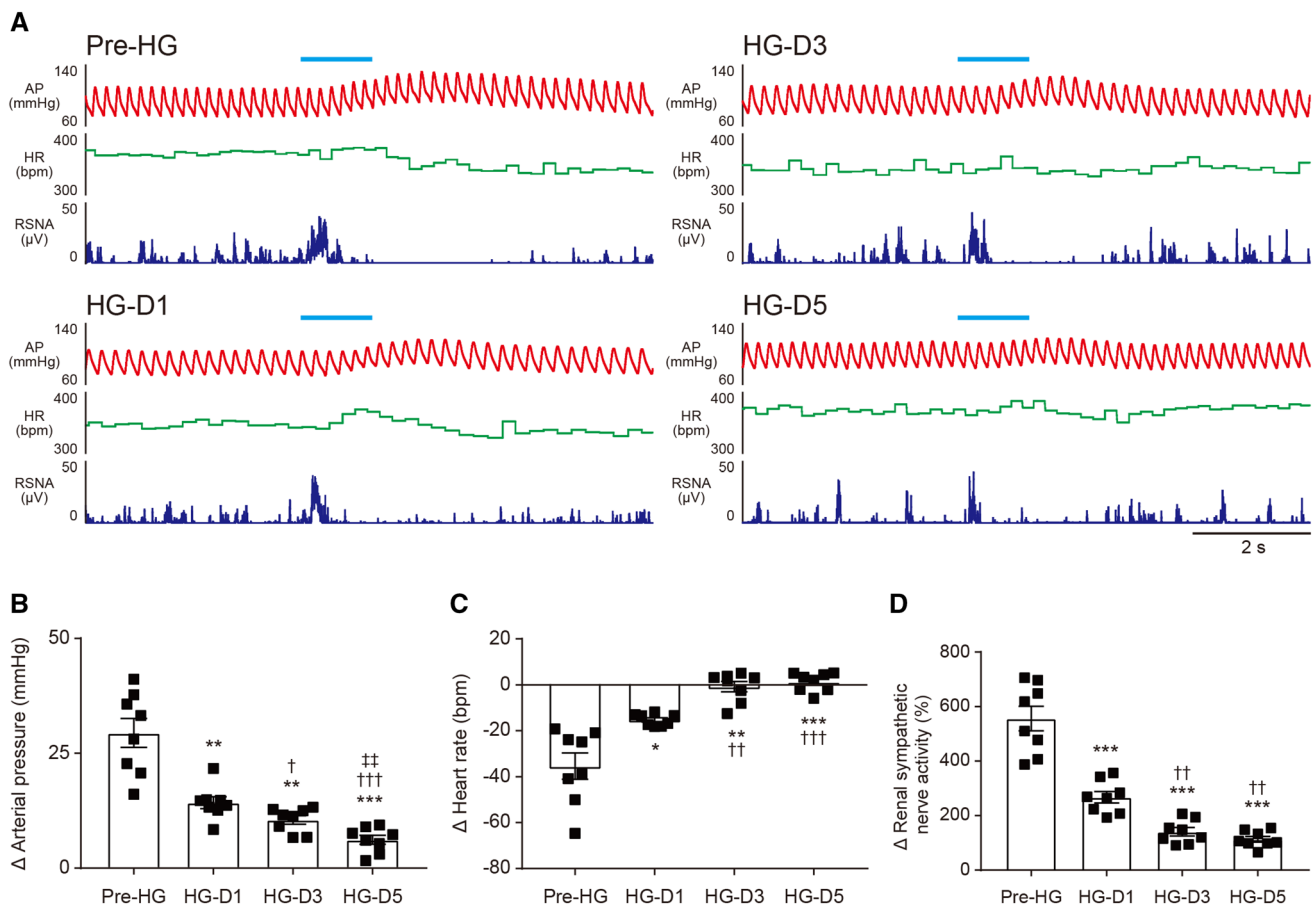 A
Pre-HG
140
AP
(mmHg)
60
400
HR
(bpm)
300
50
RSNA
(μV)
0
HG-D3
140
AP
(mmHg)
60
400
HR
(bpm)
300
50
RSNA
(μV)
0
HG-D1
140
AP
(mmHg)
60
400
HR
(bpm)
300
50
RSNA
(μV)
0
HG-D5
140
AP
(mmHg)
60
400
HR
(bpm)
300
50
RSNA
(μV)
0
2 s
B
Δ Arterial pressure (mmHg)
50
25
0
**
†
**
‡‡
†††
***
Pre-HG HG-D1 HG-D3 HG-D5
C
Δ Heart rate (bpm)
20
0
-20
-40
-60
-80
*
**
††
***
†††
Pre-HG HG-D1 HG-D3 HG-D5
D
Δ Renal sympathetic
nerve activity (%)
800
600
400
200
0
***
††
***
††
***
Pre-HG HG-D1 HG-D3 HG-D5